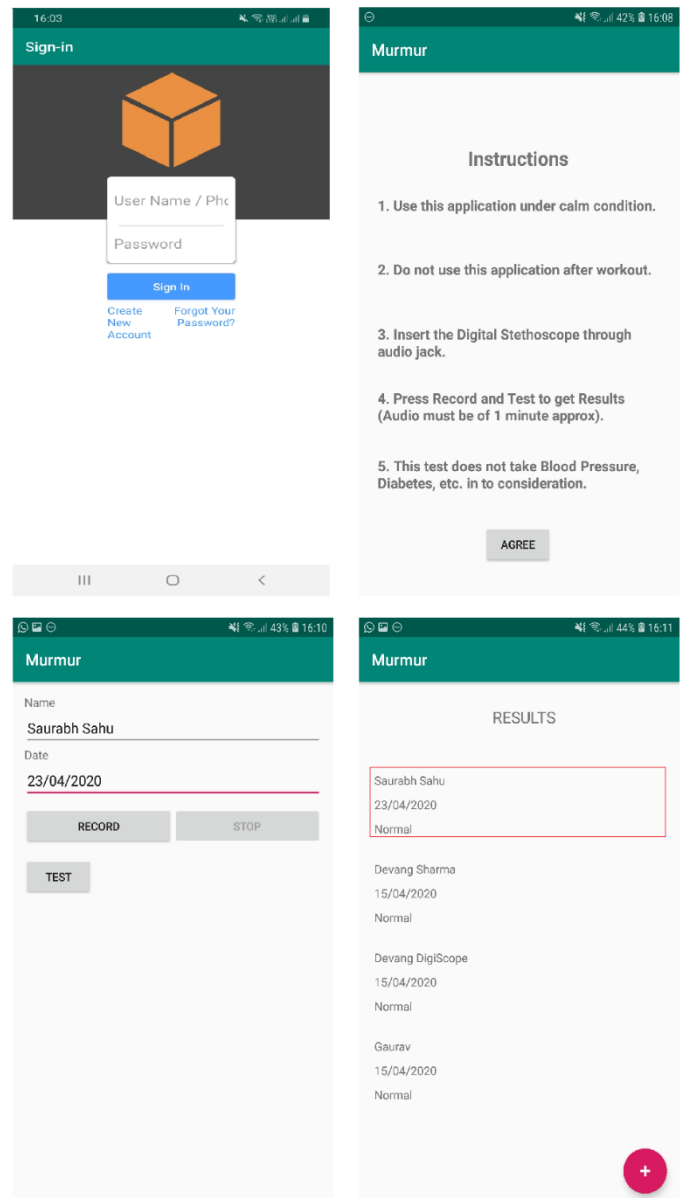 16:03
Sign-in
User Name / Phc
Password
Sign In
Create
New
Account
Forgot Your
Password?
42% 16:08
Murmur
Instructions
1. Use this application under calm condition.
2. Do not use this application after workout.
3. Insert the Digital Stethoscope through
audio jack.
4. Press Record and Test to get Results
(Audio must be of 1 minute approx).
5. This test does not take Blood Pressure,
Diabetes, etc. in to consideration.
AGREE
43% 16:10
Murmur
Name
Saurabh Sahu
Date
23/04/2020
RECORD STOP
TEST
44% 16:11
Murmur
RESULTS
Saurabh Sahu
23/04/2020
Normal
Devang Sharma
15/04/2020
Normal
Devang DigiScope
15/04/2020
Normal
Gaurav
15/04/2020
Normal
+